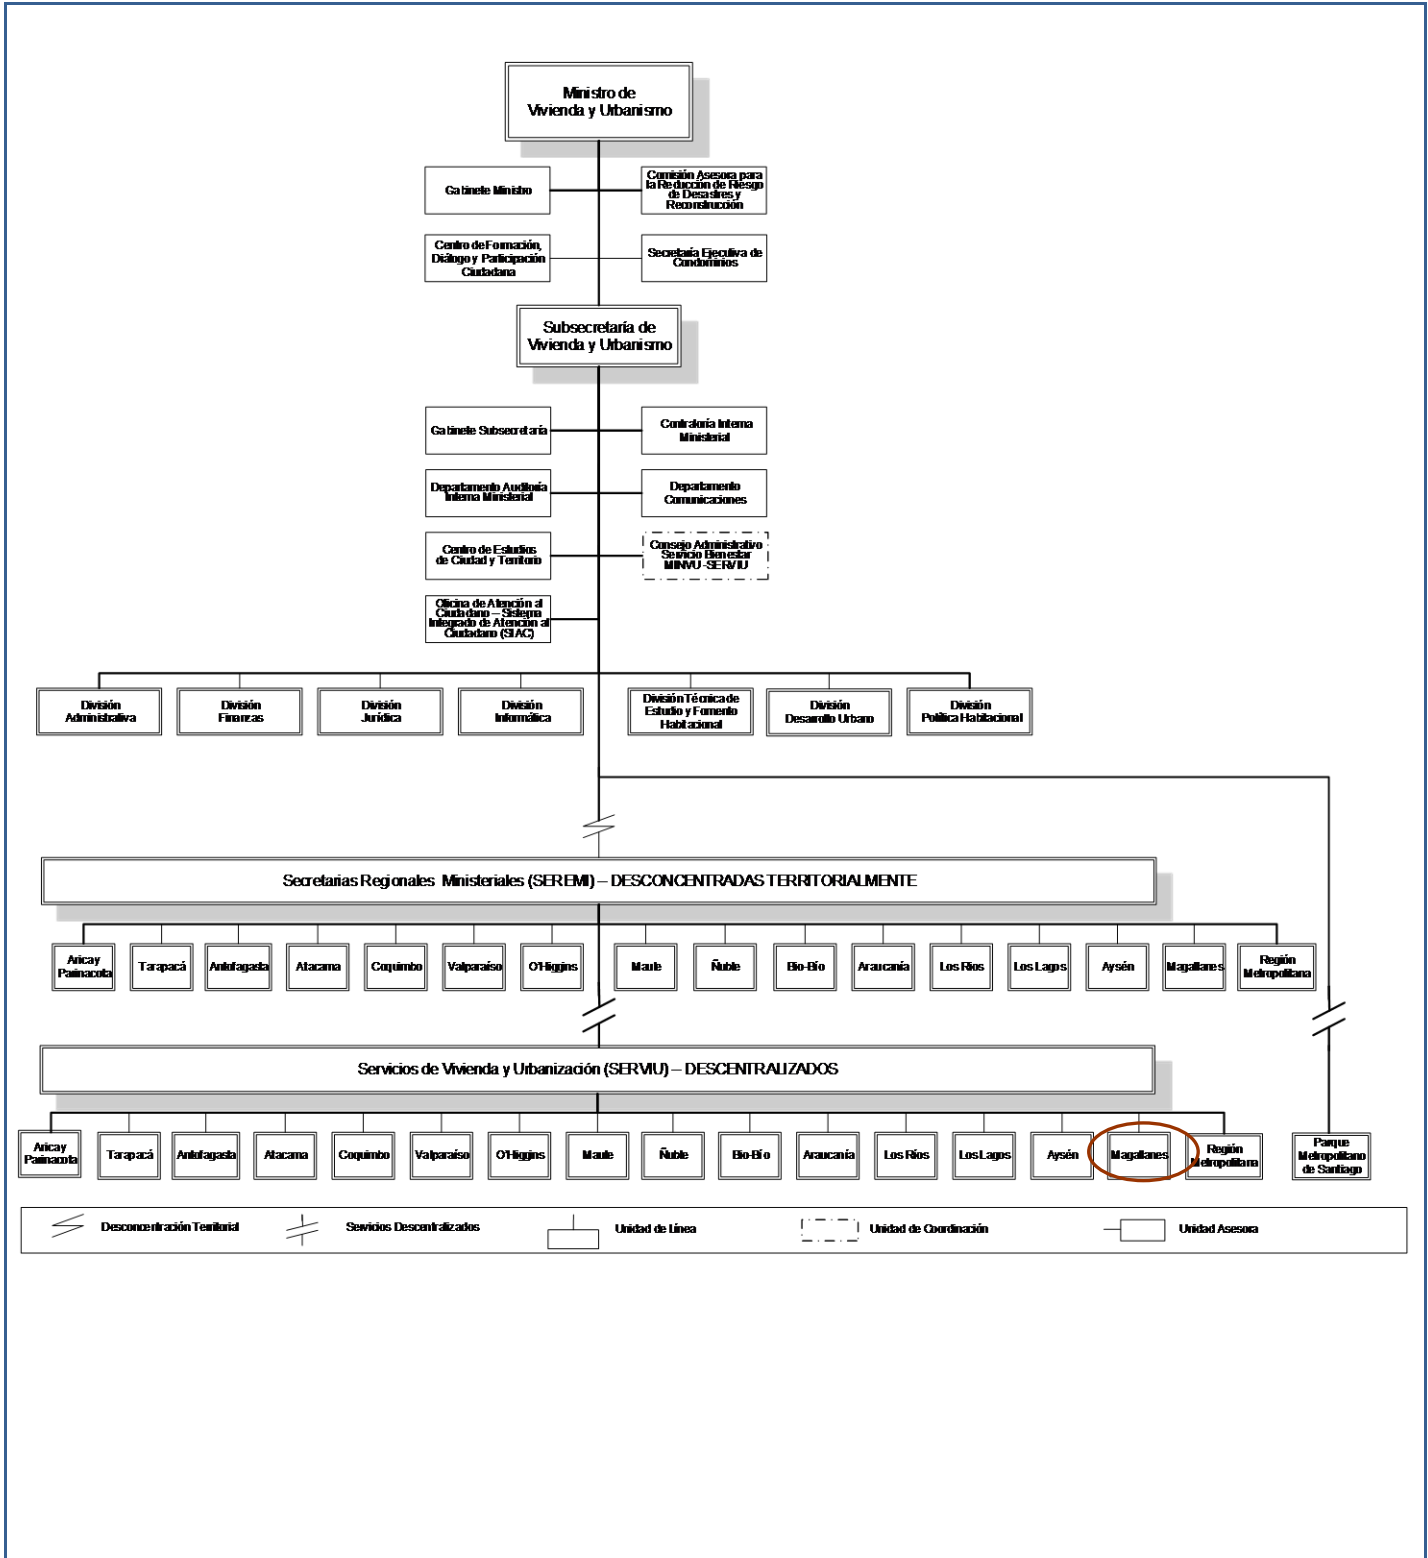 Ministro de
Vivienda y Urbanismo
Gabinete Ministro
Comisión Asesora para
la Reducción de Riesgo
de Desastres y
Reconstrucción
Centro de Formación,
Diálogo y Participación
Ciudadana
Secretaría Ejecutiva de
Condominios
Subsecretaría de
Vivienda y Urbanismo
Gabinete Subsecretaría
Contraloría Interna
Ministerial
Departamento Auditoría
Interna Ministerial
Departamento
Comunicaciones
Centro de Estudios
de Ciudad y Territorio
Consejo Administrativo
Servicio Bienestar
MINVU -SERVIU
Oficina de Atención al
Ciudadano – Sistema
Integrado de Atención al
Ciudadano (SIAC)
División
Administrativa
División
Finanzas
División
Jurídica
División
Informática
División Técnica de
Estudio y Fomento
Habitacional
División
Desarrollo Urbano
División
Política Habitacional
Secretarias Regionales Ministeriales (SEREMI) – DESCONCENTRADAS TERRITORIALMENTE
Arica y
Parinacota
Tarapacá
Antofagasta
Atacama
Coquimbo
Valparaíso
O'Higgins
Maule
Ñuble
Bio-Bío
Araucanía
Los Ríos
Los Lagos
Aysén
Magallanes
Región
Metropolitana
Servicios de Vivienda y Urbanización (SERVIU) – DESCENTRALIZADOS
Arica y
Parinacota
Tarapacá
Antofagasta
Atacama
Coquimbo
Valparaíso
O'Higgins
Maule
Ñuble
Bio-Bío
Araucanía
Los Ríos
Los Lagos
Aysén
Magallanes
Región
Metropolitana
Parque
Metropolitano
de Santiago
Desconcentración Territorial
Servicios Descentralizados
Unidad de Línea
Unidad de Coordinación
Unidad Asesora